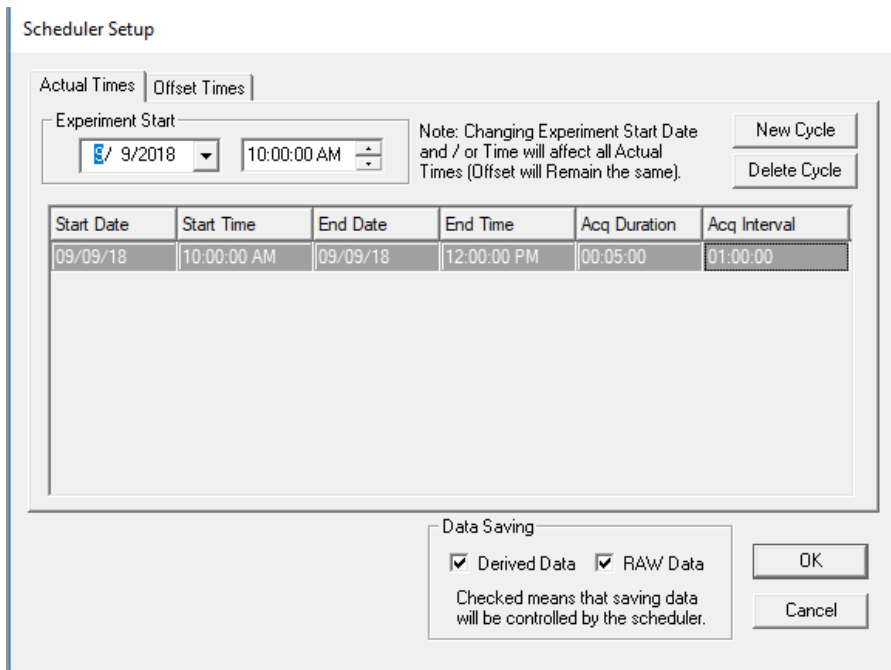 Scheduler Setup
Actual Times
Offset Times
Experiment Start
9/ 9/2018
10:00:00 AM
Note: Changing Experiment Start Date
and / or Time will affect all Actual
Times (Offset will Remain the same).
New Cycle
Delete Cycle
Start Date Start Time End Date End Time Acq Duration Acq Interval
09/09/18 10:00:00 AM 09/09/18 12:00:00 PM 00:05:00 01:00:00
Data Saving
Derived Data RAW Data
Checked means that saving data
will be controlled by the scheduler.
OK
Cancel